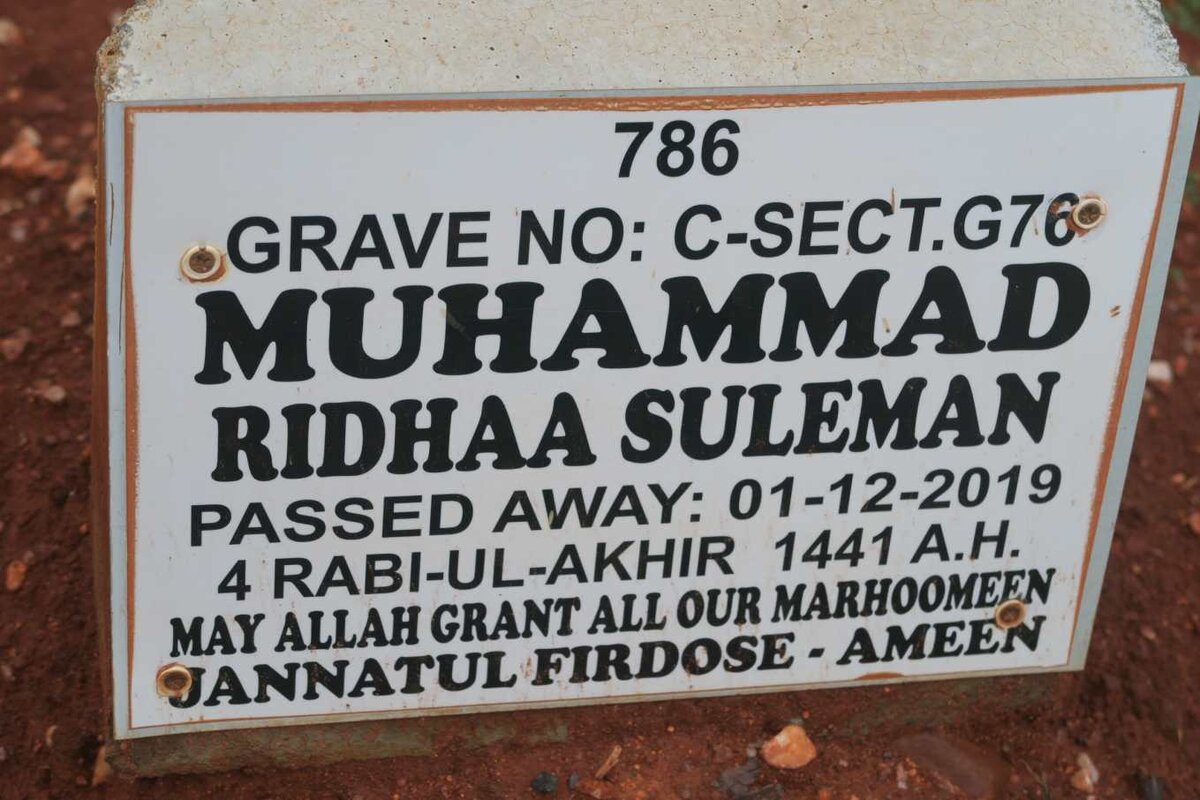 786
GRAVE NO: C-SECT.G76
MUHAMMAD
RIDHAA SULEMAN
PASSED AWAY: 01-12-2019
4 RABI-UL-AKHIR 1441 A.H.
MAY ALLAH GRANT ALL OUR MARHOOMEEN
JANNATUL FIRDOSE - AMEEN